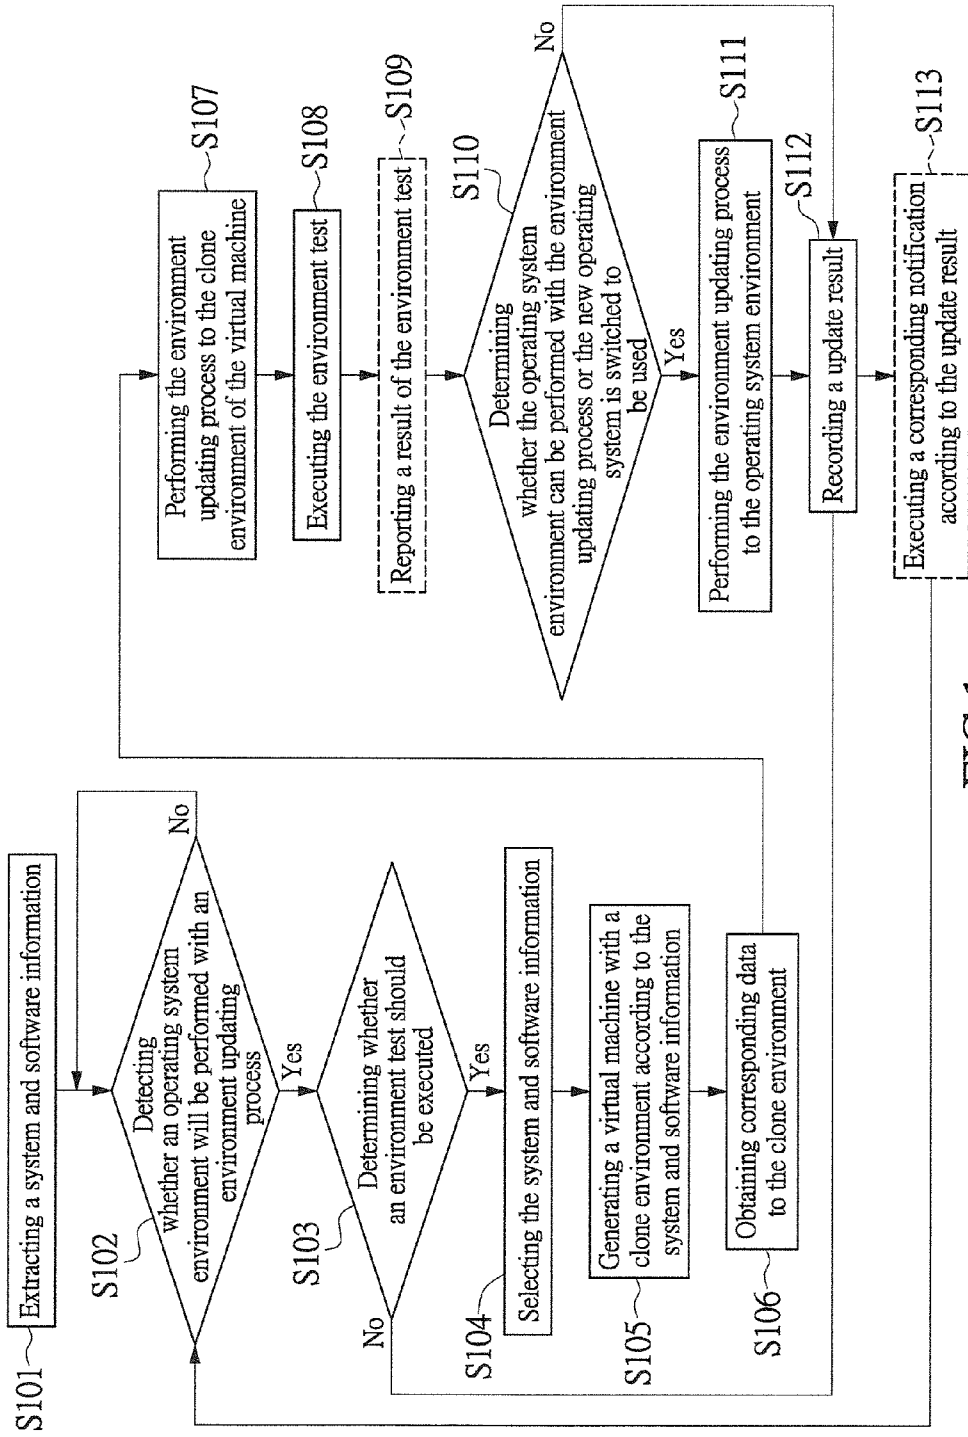 S101
Extracting a system and software information
S102
Detecting
whether an operating system
environment will be performed with an
environment updating
process
No
Yes
S103
Determining whether
an environment test should
be executed
No
Yes
S104
Selecting the system and software information
S105
Generating a virtual machine with a
clone environment according to the
system and software information
S106
Obtaining corresponding data
to the clone environment
Performing the environment
updating process to the clone
environment of the virtual machine
S107
Executing the environment test
S108
Reporting a result of the environment test
S109
Determining
whether the operating system
environment can be performed with the environment
updating process or the new operating
system is switched to
be used
S110
No
Yes
Performing the environment updating process
to the operating system environment
S111
Recording a update result
S112
Executing a corresponding notification
according to the update result
S113